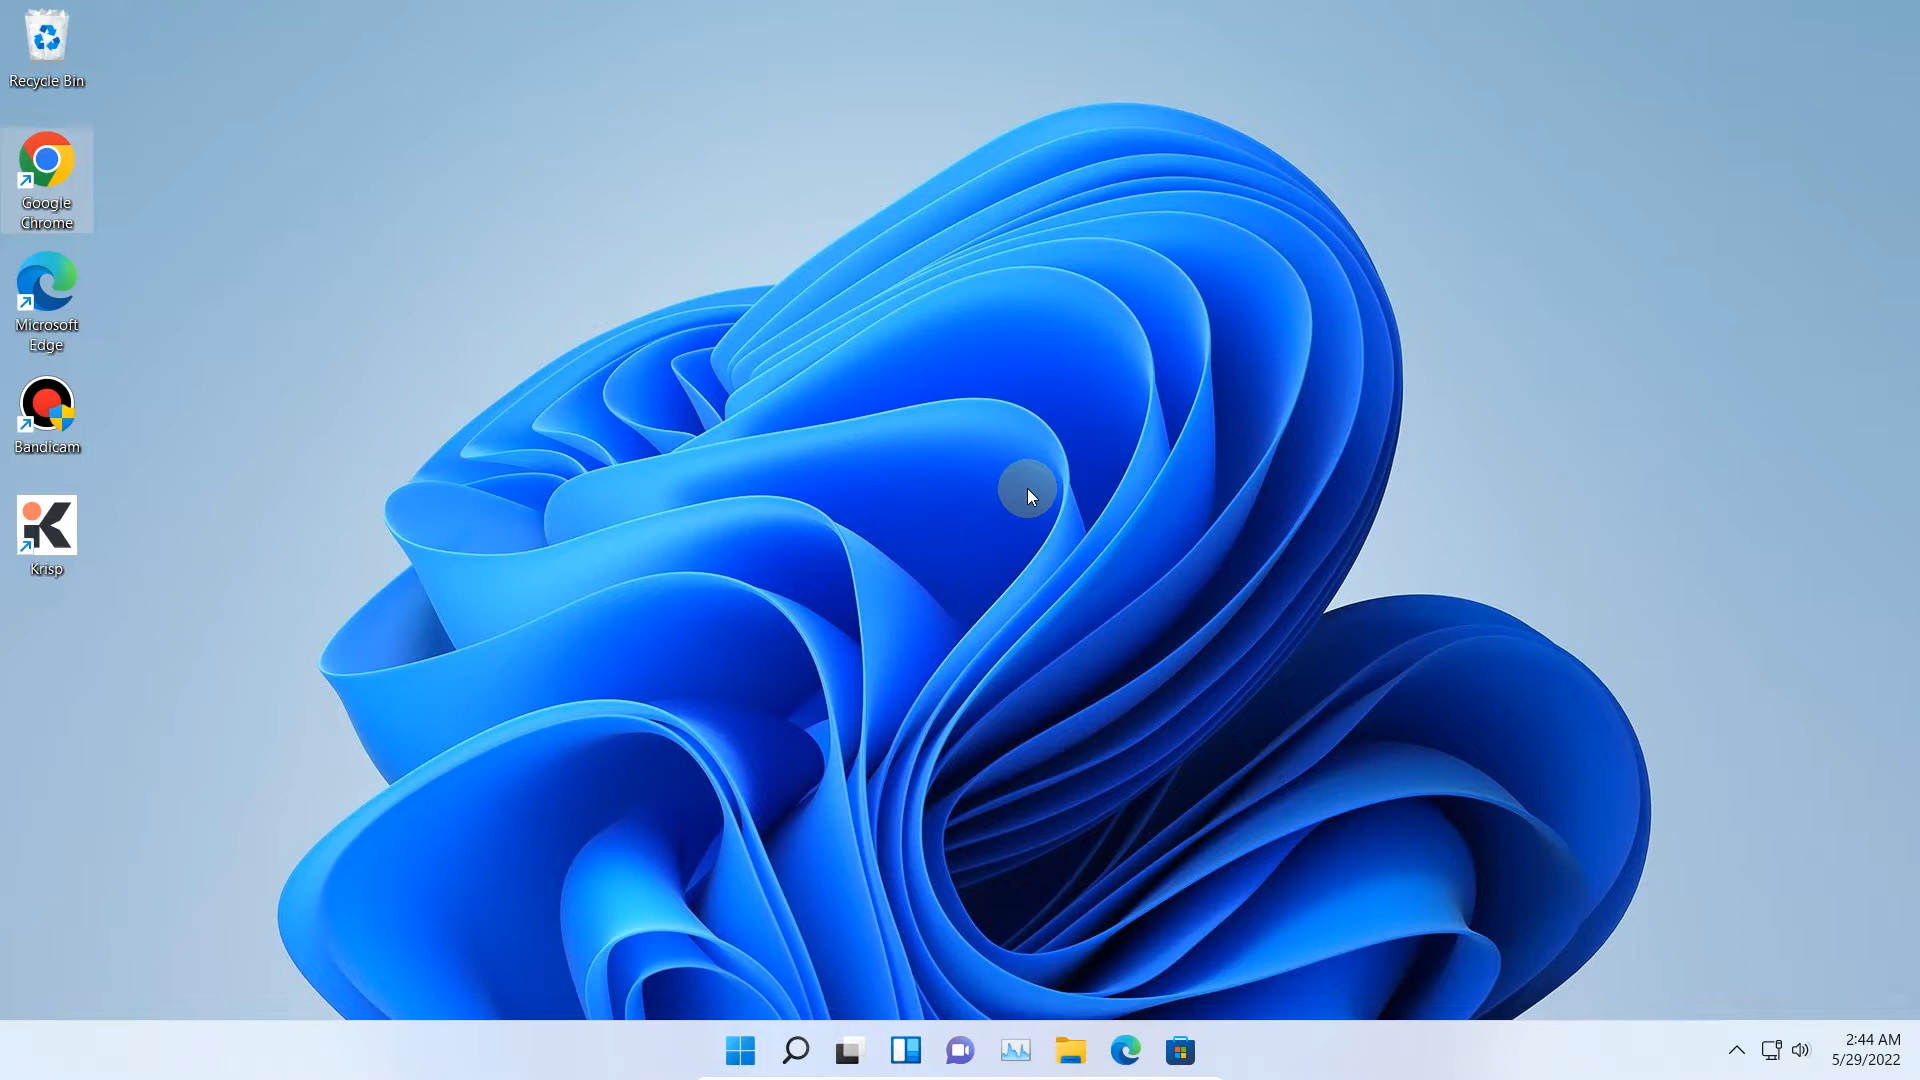 Recycle Bin
Google
Chrome
Microsoft
Edge
Bandicam
Krisp
2:44 AM
5/29/2022